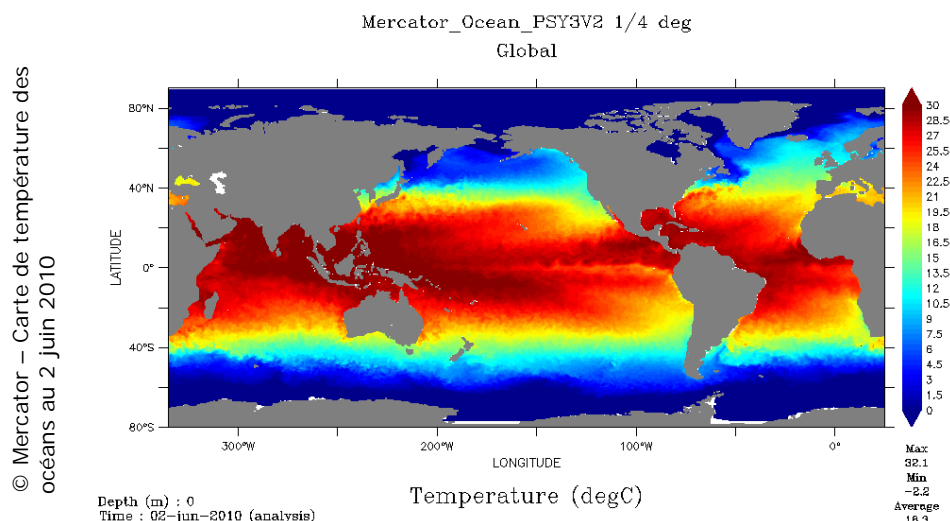 Mercator_Ocean_PSY3V2 1/4 deg
Global
© Mercator – Carte de température des
océans au 2 juin 2010
LATITUDE
80°N
40°N
0°
40°S
80°S
300°W
200°W
100°W
0°
LONGITUDE
30
28.5
27
25.5
24
22.5
21
19.5
18
16.5
15
13.5
12
10.5
9
7.5
6
4.5
3
1.5
0
Max
32.1
Min
-2.2
Average
18.3
Depth (m) : 0
Time : 02-jun-2010 (analysis)
Temperature (degC)